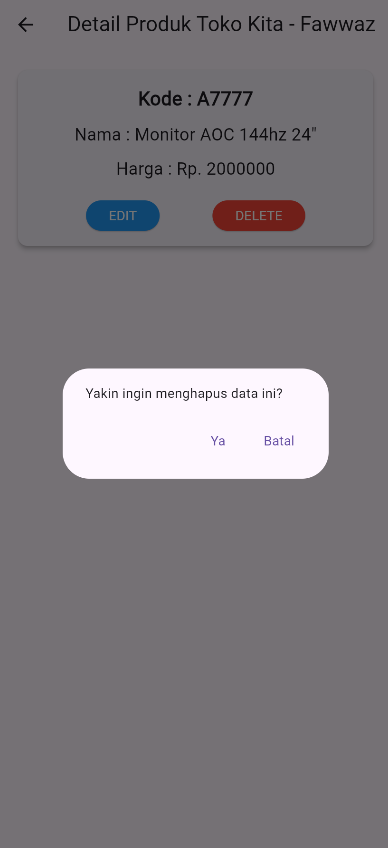 Detail Produk Toko Kita - Fawwaz
Kode : A7777
Nama : Monitor AOC 144hz 24"
Harga : Rp. 2000000
EDIT DELETE
Yakin ingin menghapus data ini?
Ya Batal